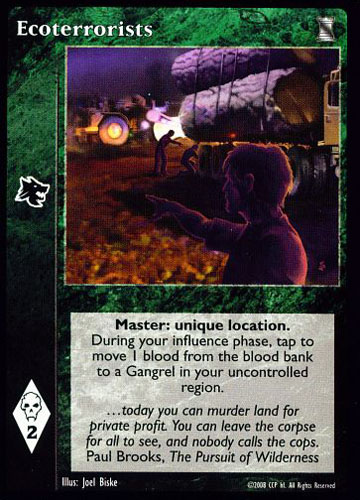 Ecoterrorists
Master: unique location.
During your influence phase, tap to
move 1 blood from the blood bank
to a Gangrel in your uncontrolled
region.
...today you can murder land for
private profit. You can leave the corpse
for all to see, and nobody calls the cops.
Paul Brooks, The Pursuit of Wilderness
2
Illus: Joel Biske
©2008 CCP hf. All Rights Reserved